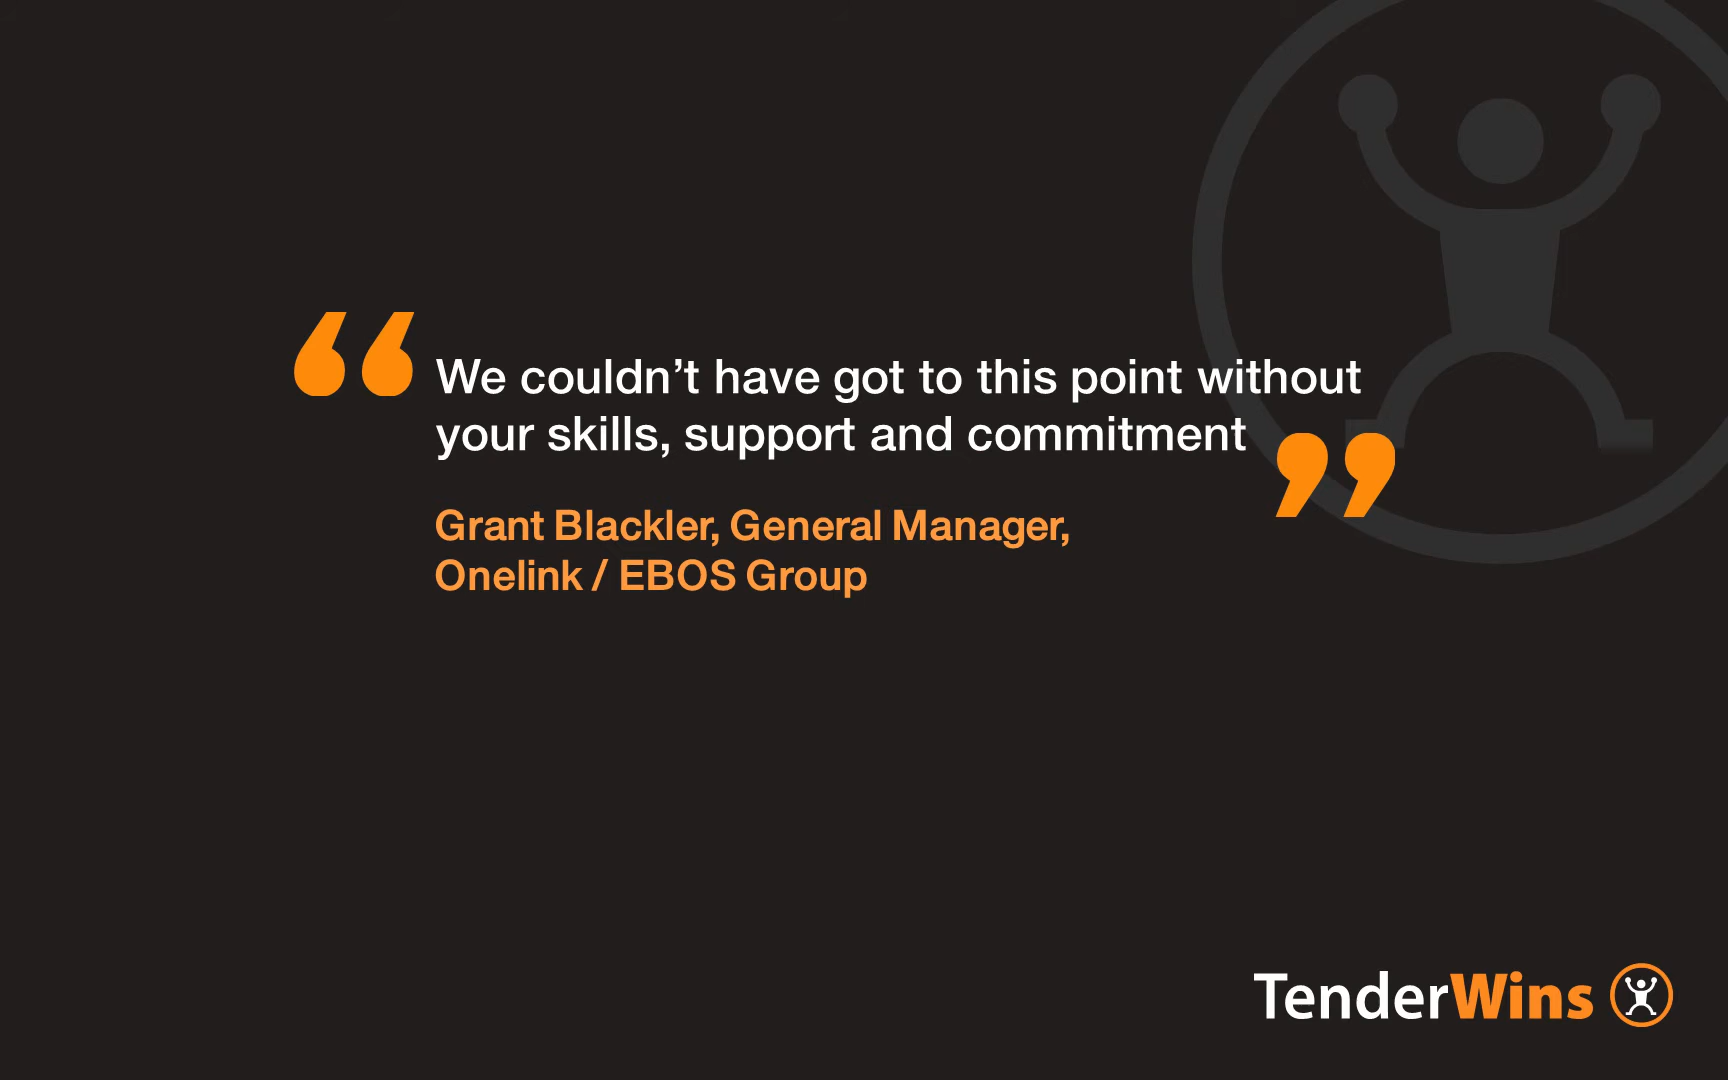 “We couldn’t have got to this point without
your skills, support and commitment”
Grant Blackler, General Manager,
Onelink / EBOS Group
TenderWins